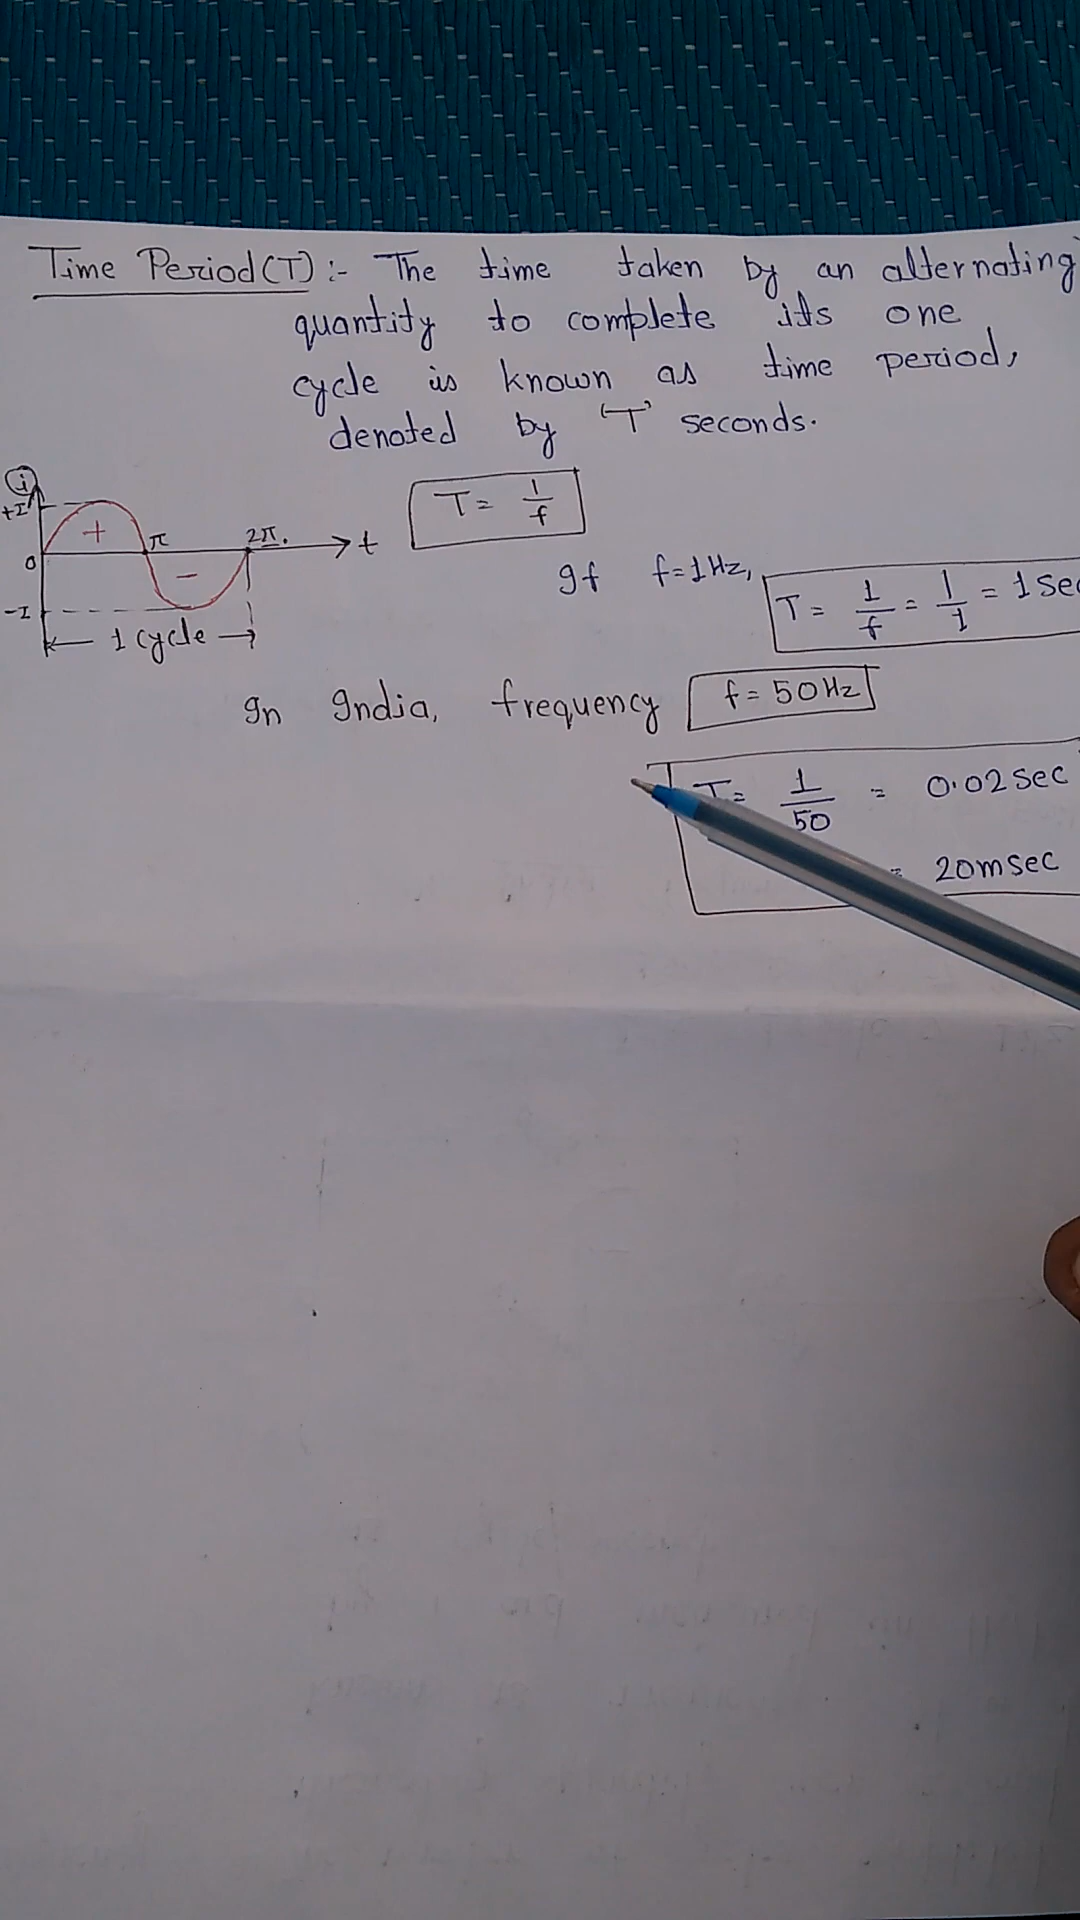 Time Period(T) :- The time taken by an alternating
quantity to complete its one
cycle is known as time period,
denoted by 'T' seconds.
i
+I
+
0
π
2π.
t
-
-I
1 cycle
T = 1/f
If f=1Hz,
T = 1/f = 1/1 = 1 Sec
In India, frequency f = 50Hz
T = 1/50 = 0.02 Sec
= 20msec